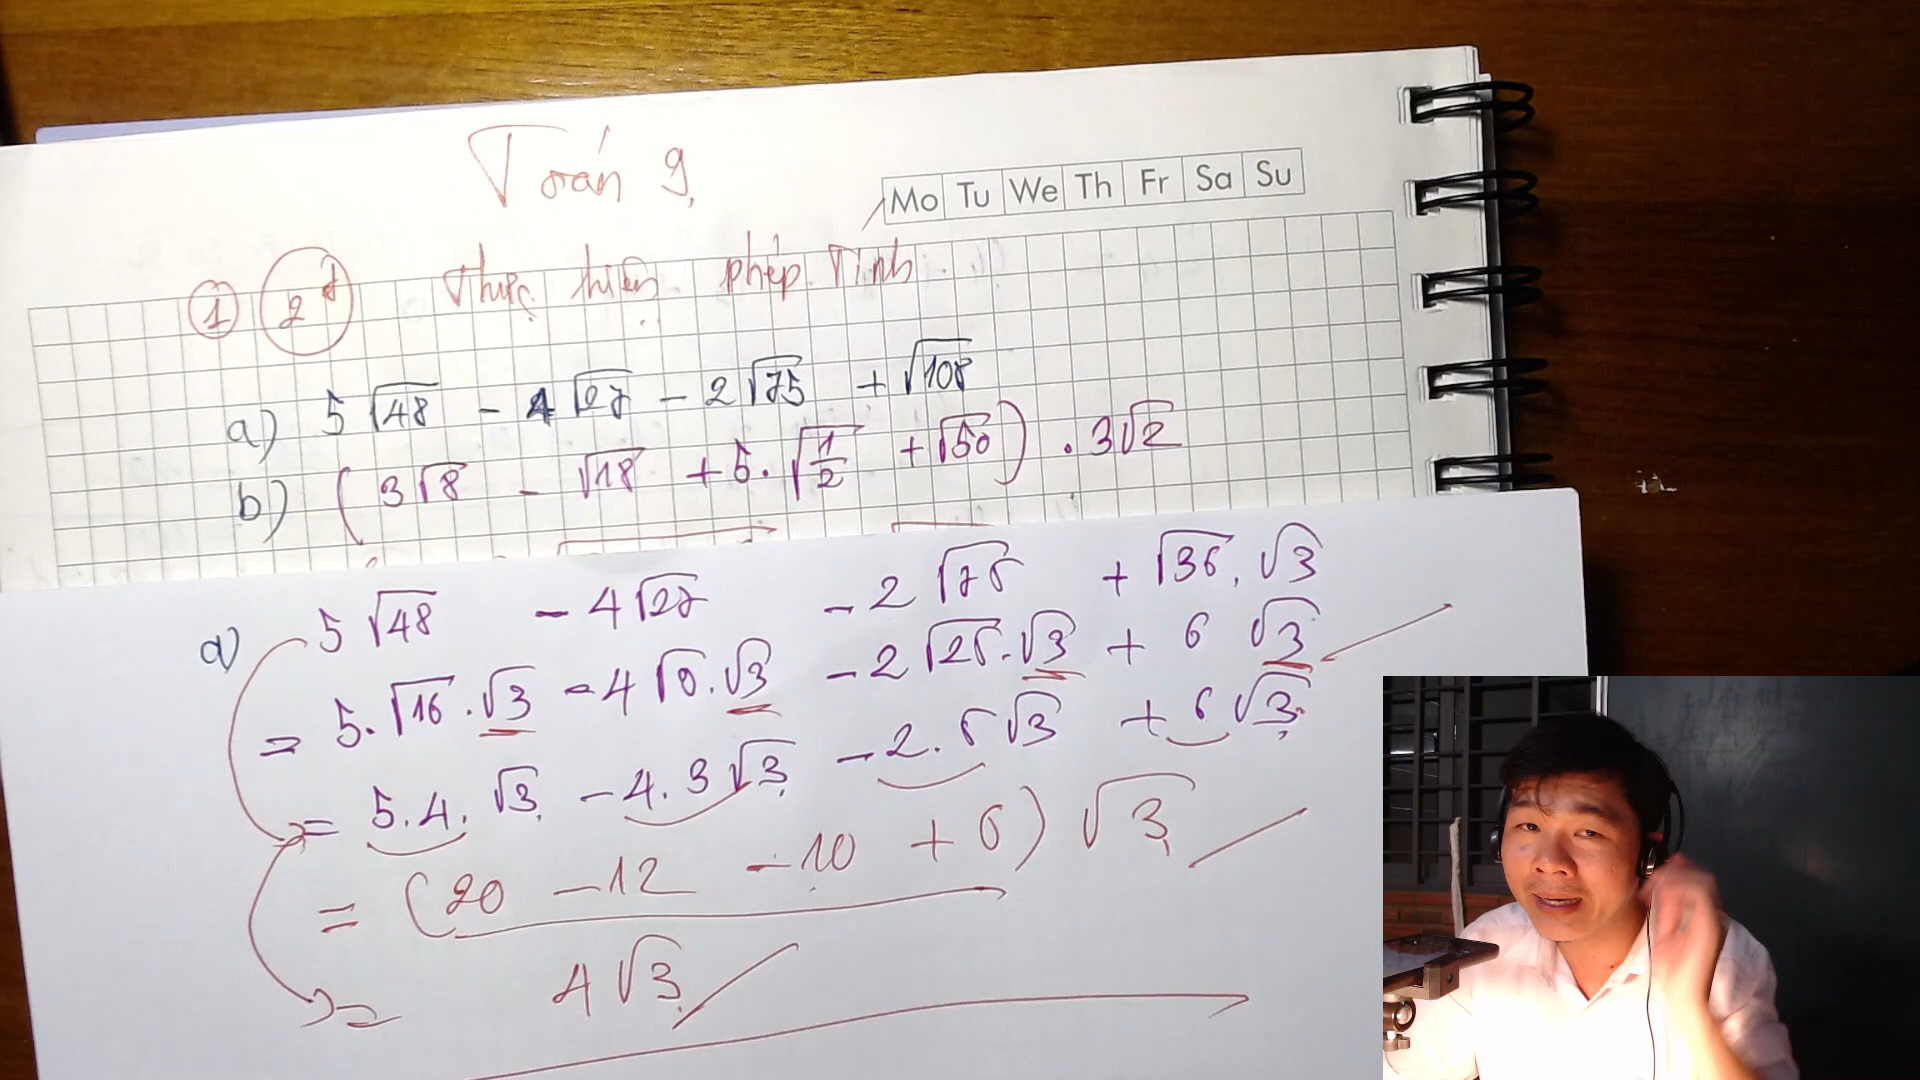 Toán 9.
Mo Tu We Th Fr Sa Su
① 2đ Thực hiện phép tính.
a) 5√48 - 4√27 - 2√75 + √108
b) (3√8 - √18 + 5.√(1/2) + √50) . 3√2
a) 5√48 - 4√27 - 2√75 + √36.√3
= 5.√16.√3 - 4√9.√3 - 2√25.√3 + 6√3
= 5.4.√3 - 4.3√3 - 2.5√3 + 6√3
= (20 - 12 - 10 + 6)√3
= 4√3